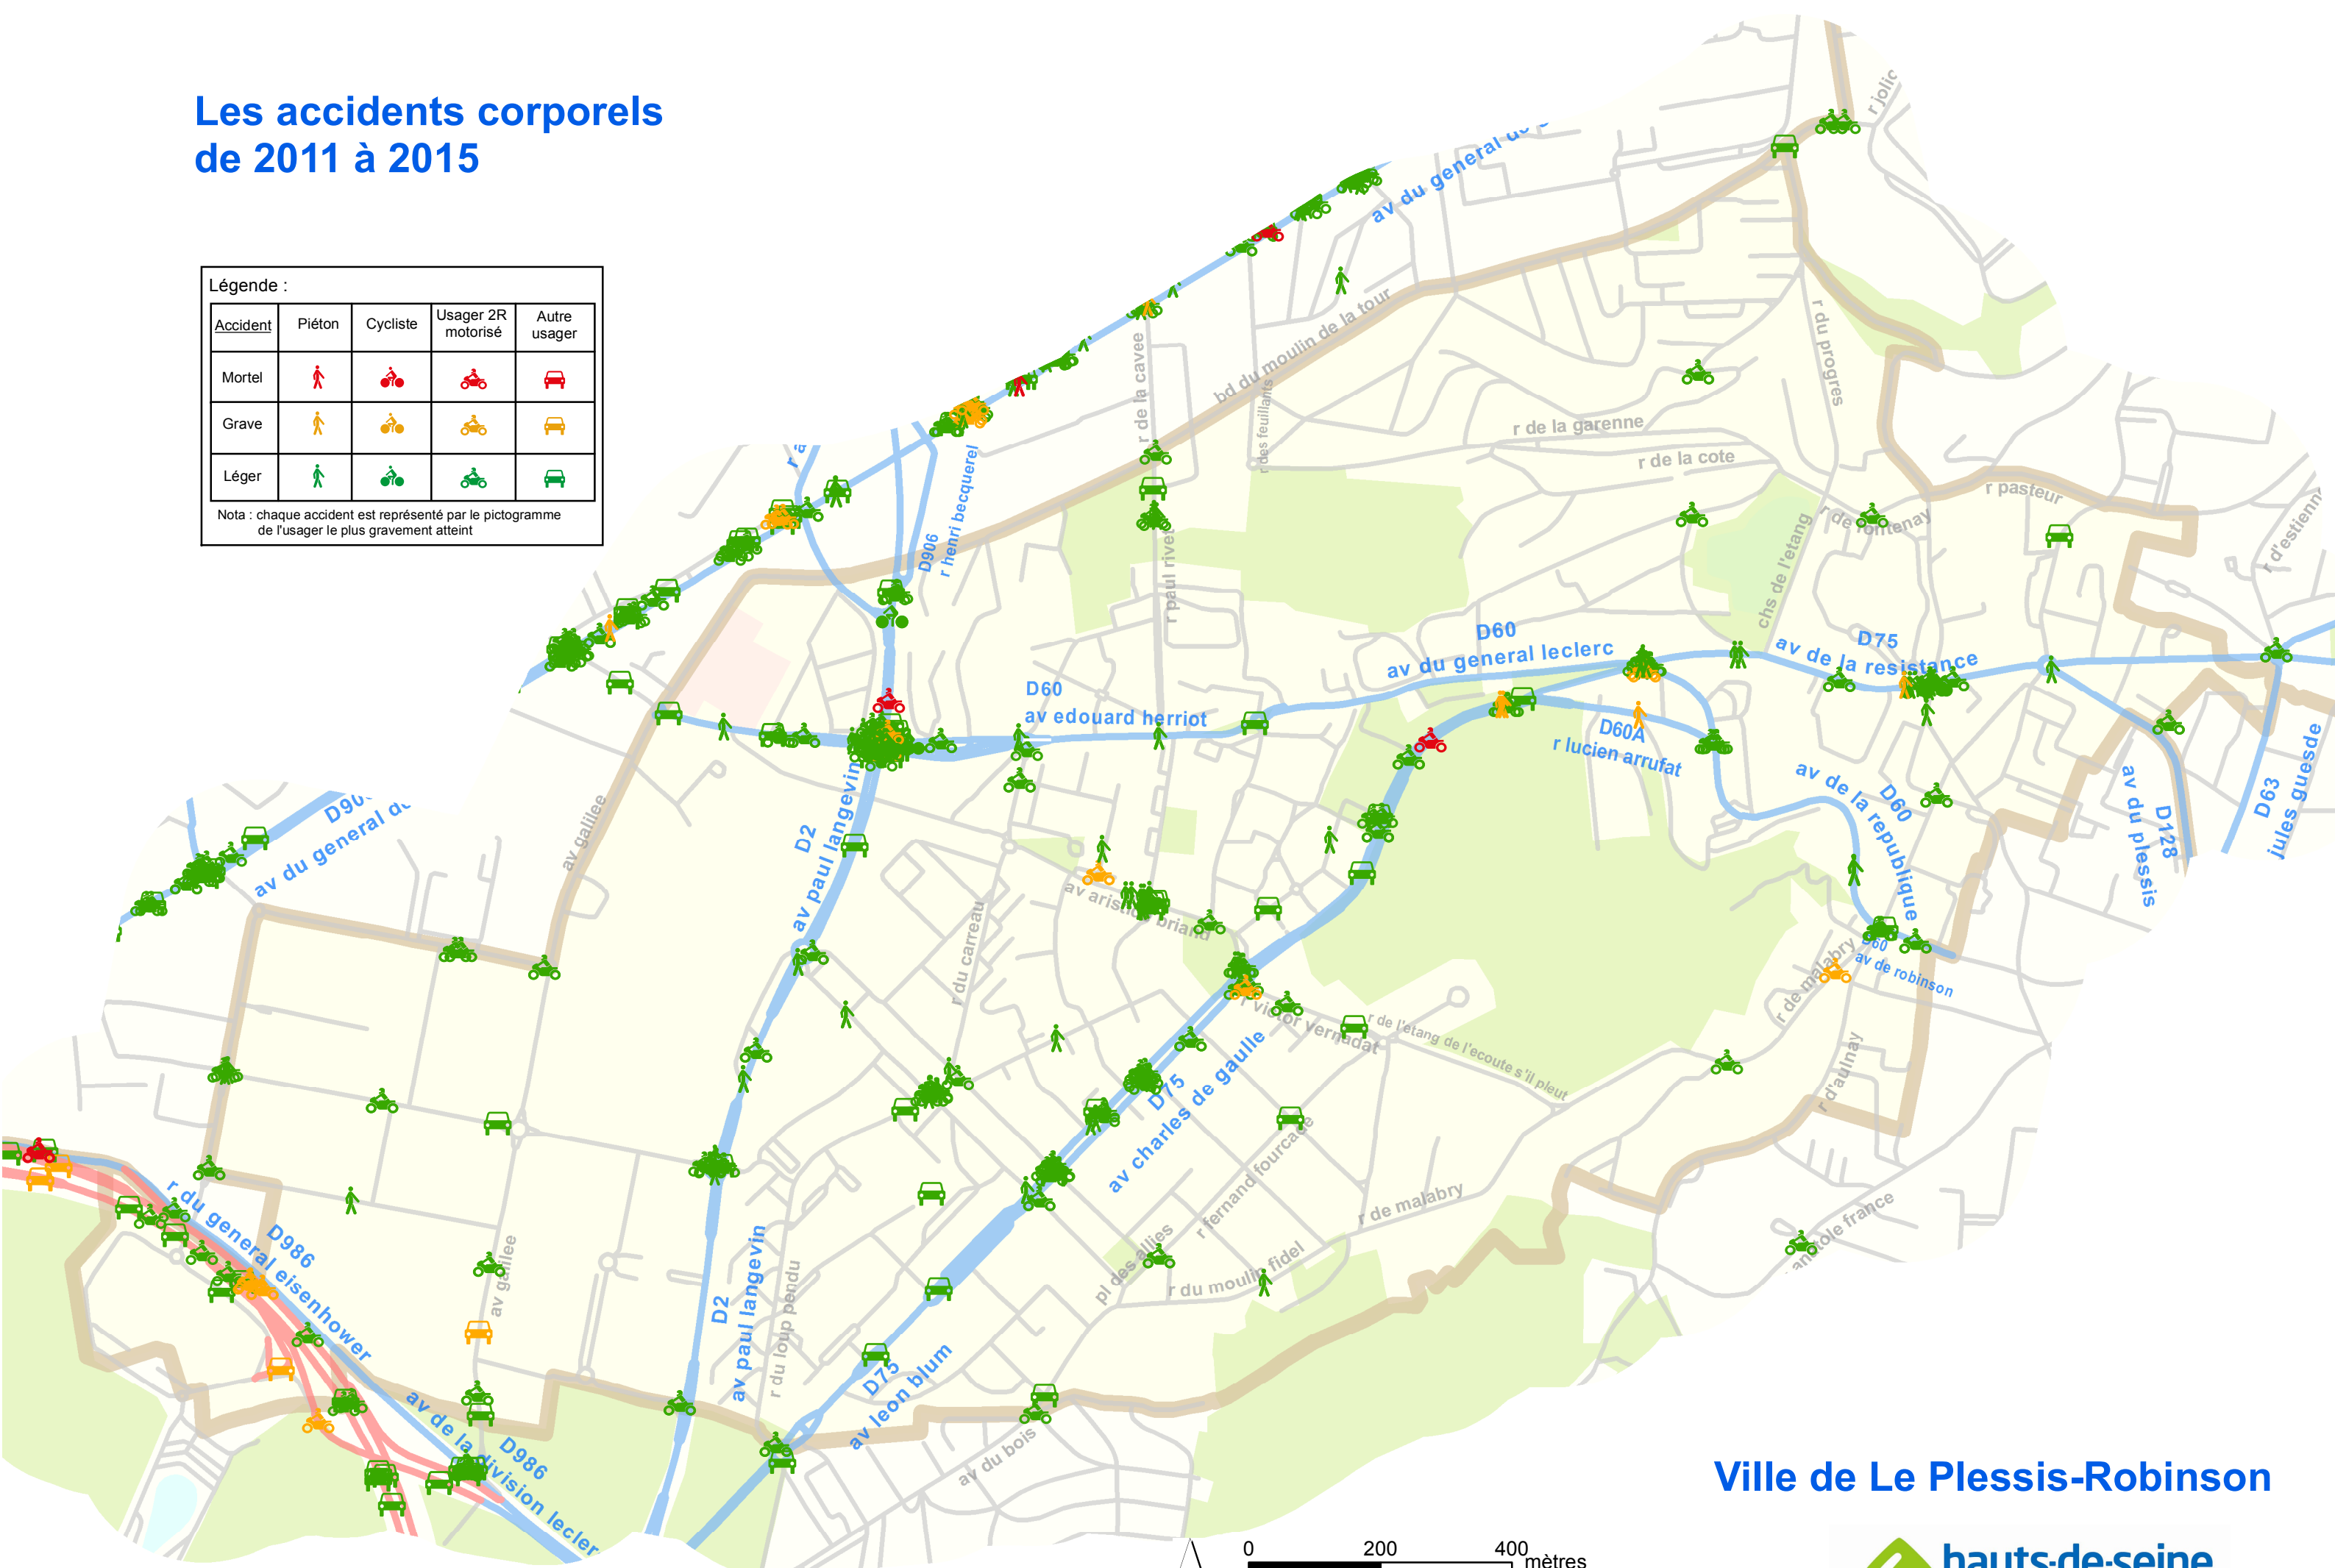 Les accidents corporels
de 2011 à 2015
Légende :
Accident Piéton Cycliste Usager 2R motorisé Autre usager
Mortel
Grave
Léger
Nota : chaque accident est représenté par le pictogramme
de l'usager le plus gravement atteint
r jolic
av du general de
bd du moulin de la tour
r de la cavee
r des feuillants
r du progres
r de la garenne
r de la cote
r pasteur
r d'estienn
r de fontenay
chs de l'etang
D906
r henri becquerel
r paul rivet
D60
av du general leclerc
D75
av de la resistance
D60
av edouard herriot
D60A
r lucien arrufat
av de la republique
D60
D63
jules guesde
av du plessis
D128
D90
av du general de
av galilee
D2
av paul langevin
r du carreau
av aristide briand
D60
av de robinson
r de malabry
r victor vernadat
r de l'etang de l'ecoute s'il pleut
D75
av charles de gaulle
r d'aulnay
r fernand fourcade
r de malabry
anatole france
pl des allies
r du moulin fidel
r du general eisenhower
D986
av galilee
D2
av paul langevin
r du loup pendu
D75
av leon blum
av de la division lecler
D986
av du bois
Ville de Le Plessis-Robinson
0 200 400
mètres
hauts-de-seine